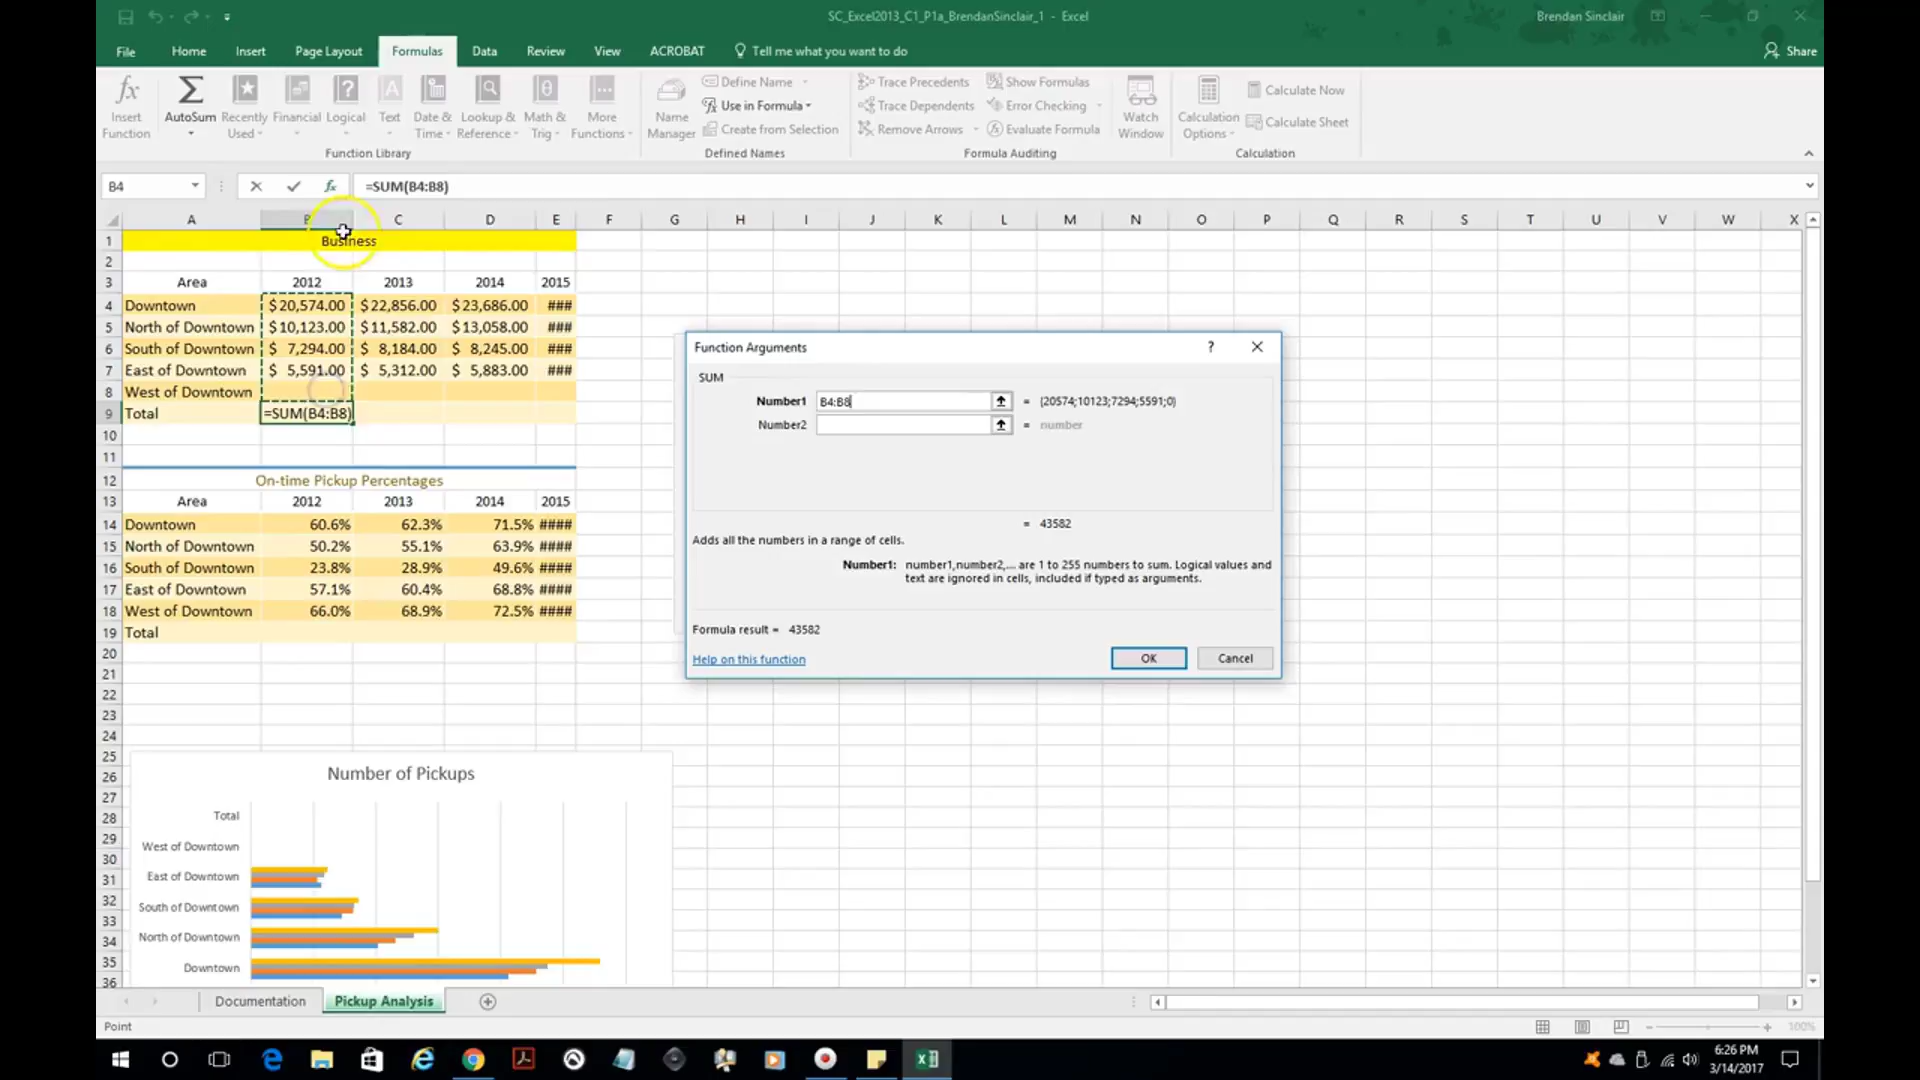 SC_Excel2013_C1_P1a_BrendanSinclair_1 - Excel
Brendan Sinclair
File Home Insert Page Layout Formulas Data Review View ACROBAT Tell me what you want to do Share
Insert Function
AutoSum
Recently Used
Financial
Logical
Text
Date & Time
Lookup & Reference
Math & Trig
More Functions
Function Library
Name Manager
Define Name
Use in Formula
Create from Selection
Defined Names
Trace Precedents
Trace Dependents
Remove Arrows
Show Formulas
Error Checking
Evaluate Formula
Formula Auditing
Watch Window
Calculation Options
Calculate Now
Calculate Sheet
Calculation
B4 fx =SUM(B4:B8)
A B C D E F G H I J K L M N O P Q R S T U V W X
1 Business
2
3 Area 2012 2013 2014 2015
4 Downtown $20,574.00 $22,856.00 $23,686.00 ###
5 North of Downtown $10,123.00 $11,582.00 $13,058.00 ###
6 South of Downtown $ 7,294.00 $ 8,184.00 $ 8,245.00 ###
7 East of Downtown $ 5,591.00 $ 5,312.00 $ 5,883.00 ###
8 West of Downtown
9 Total =SUM(B4:B8)
10
11
12 On-time Pickup Percentages
13 Area 2012 2013 2014 2015
14 Downtown 60.6% 62.3% 71.5% ####
15 North of Downtown 50.2% 55.1% 63.9% ####
16 South of Downtown 23.8% 28.9% 49.6% ####
17 East of Downtown 57.1% 60.4% 68.8% ####
18 West of Downtown 66.0% 68.9% 72.5% ####
19 Total
20
21
22
23
24
25
26
27
28
29
30
31
32
33
34
35
36
Number of Pickups
Total
West of Downtown
East of Downtown
South of Downtown
North of Downtown
Downtown
Function Arguments ?
SUM
Number1 B4:B8 = {20574;10123;7294;5591;0}
Number2 = number
= 43582
Adds all the numbers in a range of cells.
Number1: number1,number2,... are 1 to 255 numbers to sum. Logical values and
text are ignored in cells, included if typed as arguments.
Formula result = 43582
Help on this function
OK Cancel
Documentation Pickup Analysis
Point 100%
6:26 PM
3/14/2017